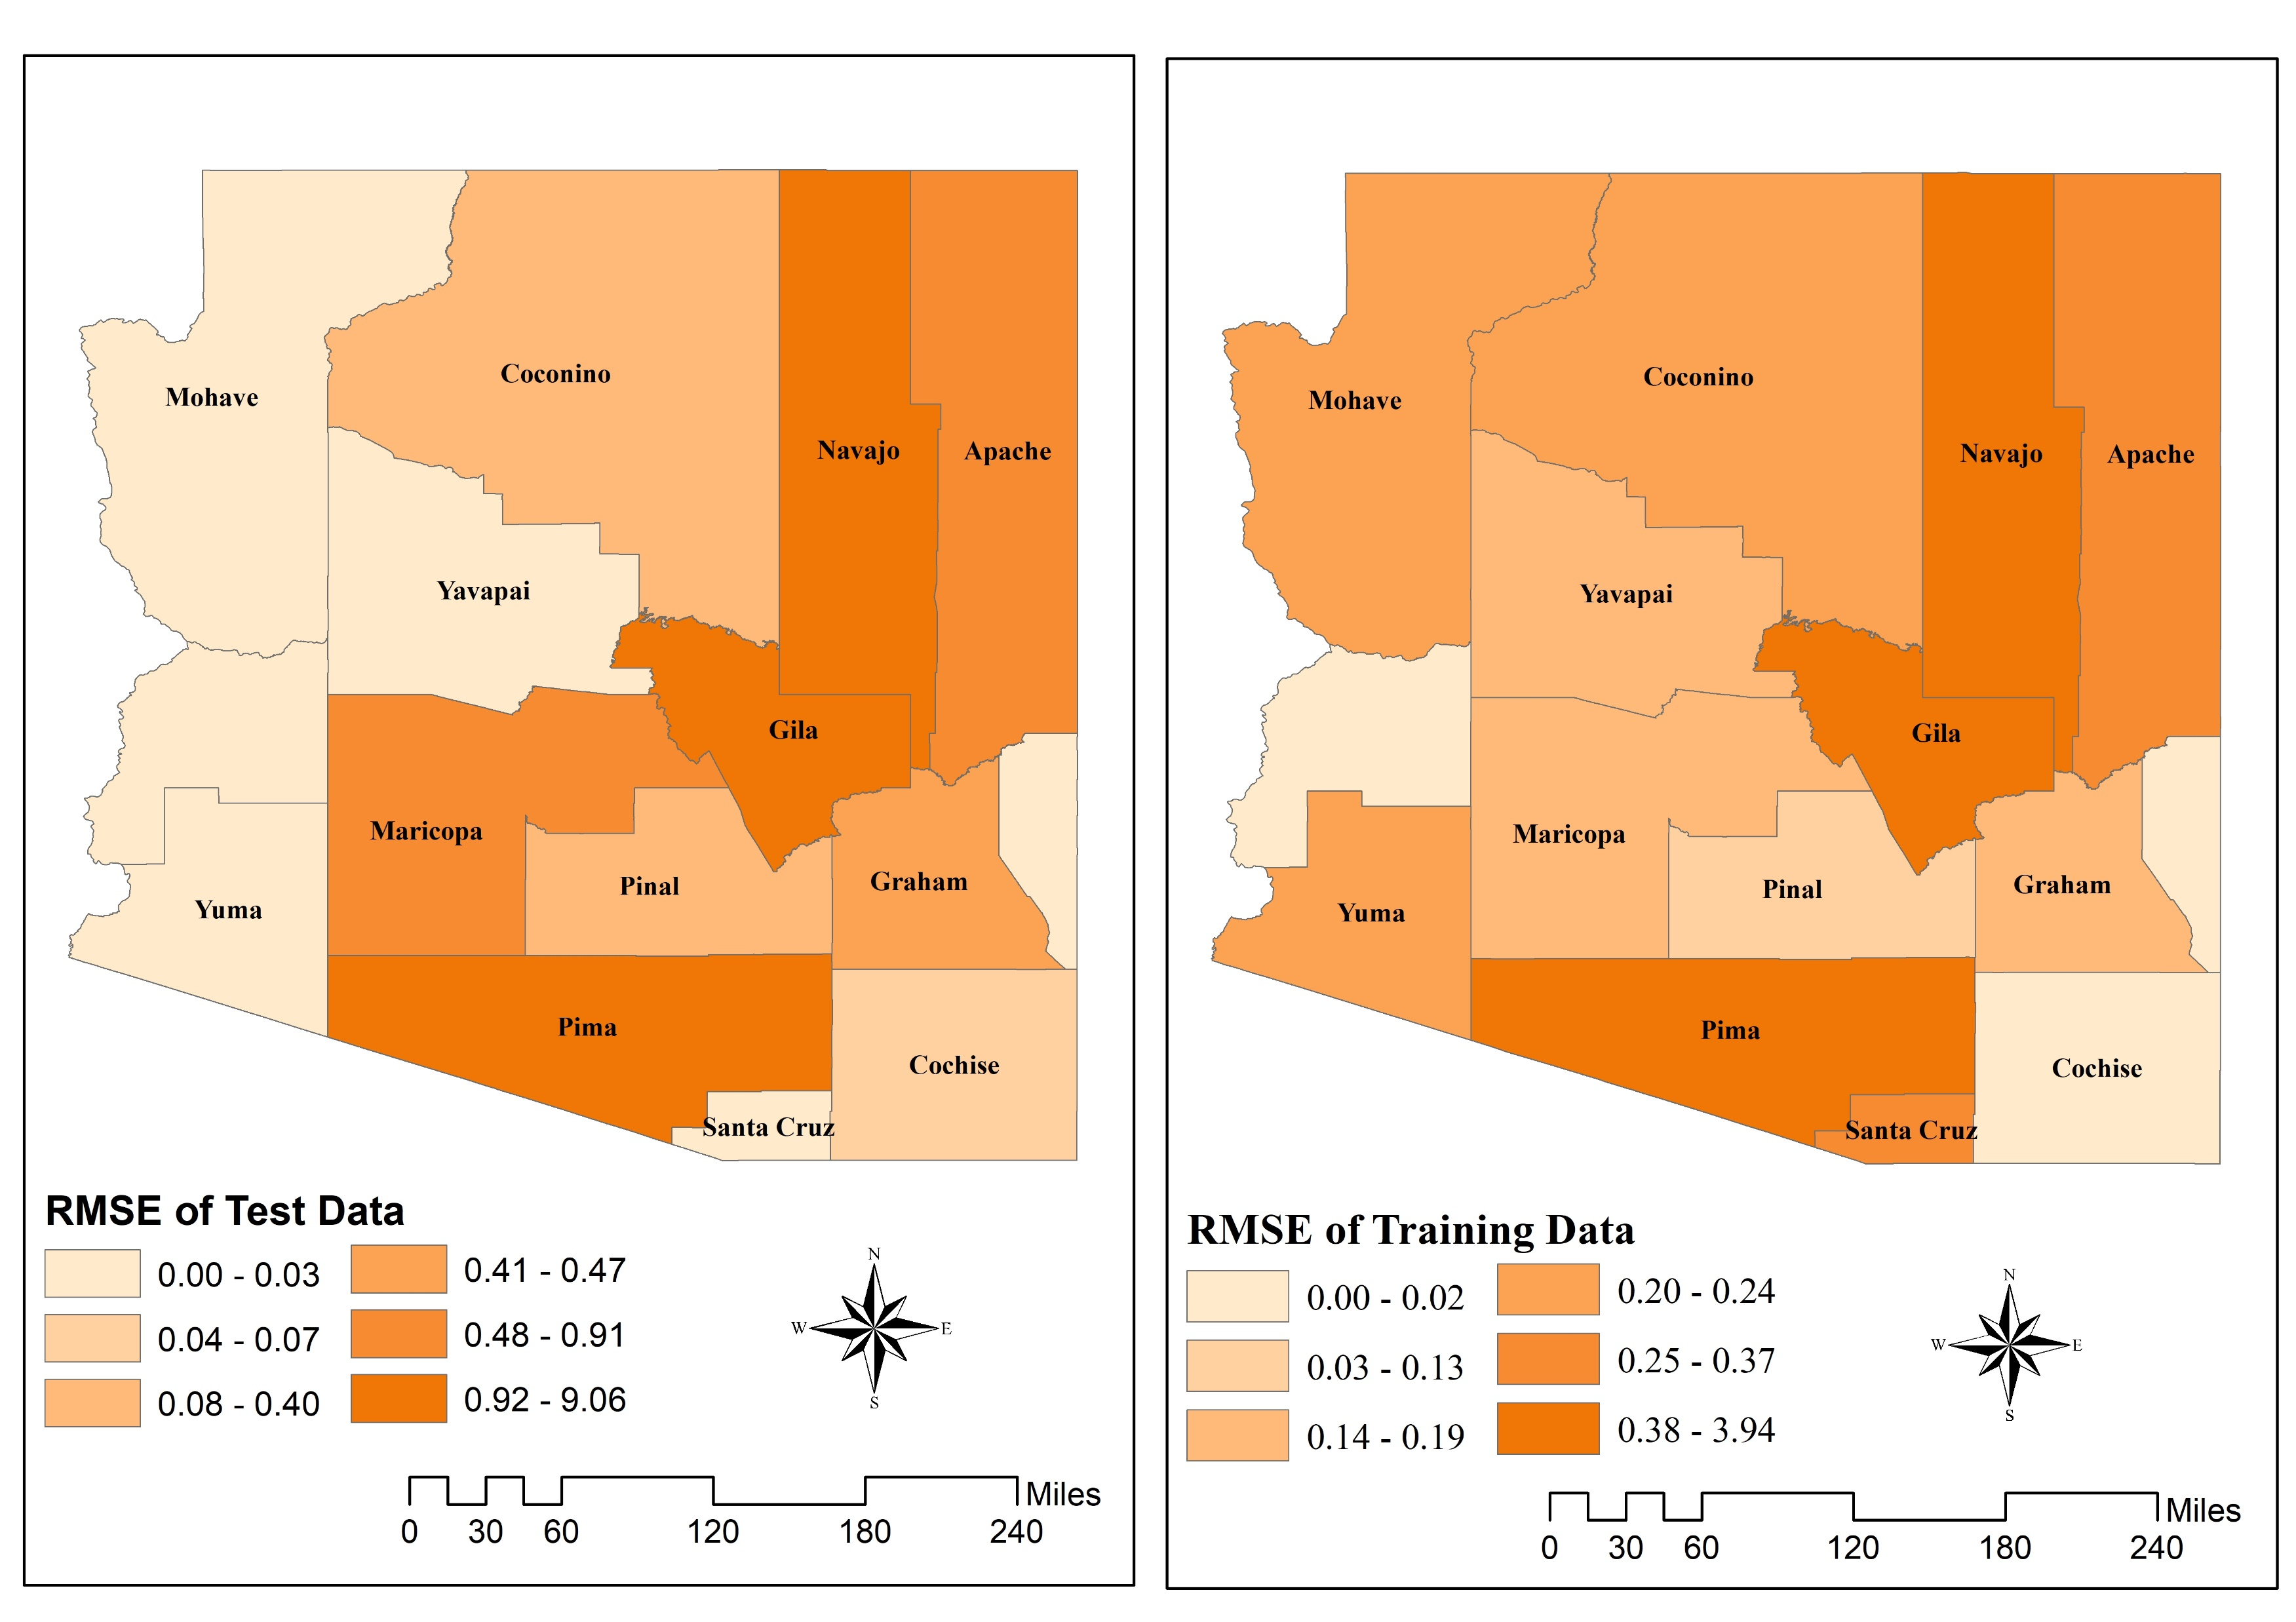 Coconino
Mohave
Navajo
Apache
Yavapai
Gila
Maricopa
Pinal
Graham
Yuma
Pima
Cochise
Santa Cruz
RMSE of Test Data
0.00 - 0.03
0.04 - 0.07
0.08 - 0.40
0.41 - 0.47
0.48 - 0.91
0.92 - 9.06
N
W
E
S
Miles
0 30 60 120 180 240
Coconino
Mohave
Navajo
Apache
Yavapai
Gila
Maricopa
Pinal
Graham
Yuma
Pima
Cochise
Santa Cruz
RMSE of Training Data
0.00 - 0.02
0.03 - 0.13
0.14 - 0.19
0.20 - 0.24
0.25 - 0.37
0.38 - 3.94
N
W
E
S
Miles
0 30 60 120 180 240